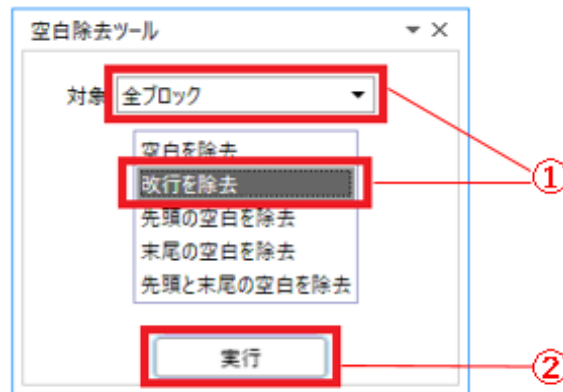 空白除去ツール
対象 全ブロック
空白を除去
改行を除去
①
先頭の空白を除去
末尾の空白を除去
先頭と末尾の空白を除去
実行
②